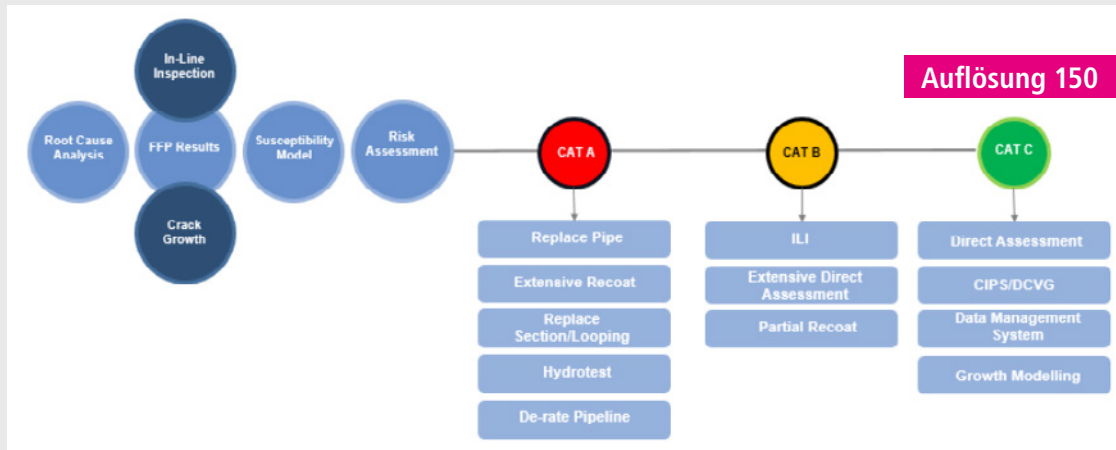 In-Line
Inspection
Auflösung 150
Root Cause
Analysis
FFP Results
Susceptibility
Model
Risk
Assessment
CAT A
CAT B
CAT C
Crack
Growth
Replace Pipe
Extensive Recoat
Replace
Section/Looping
Hydrotest
De-rate Pipeline
ILI
Extensive Direct
Assessment
Partial Recoat
Direct Assessment
CIPS/DCVG
Data Management
System
Growth Modelling